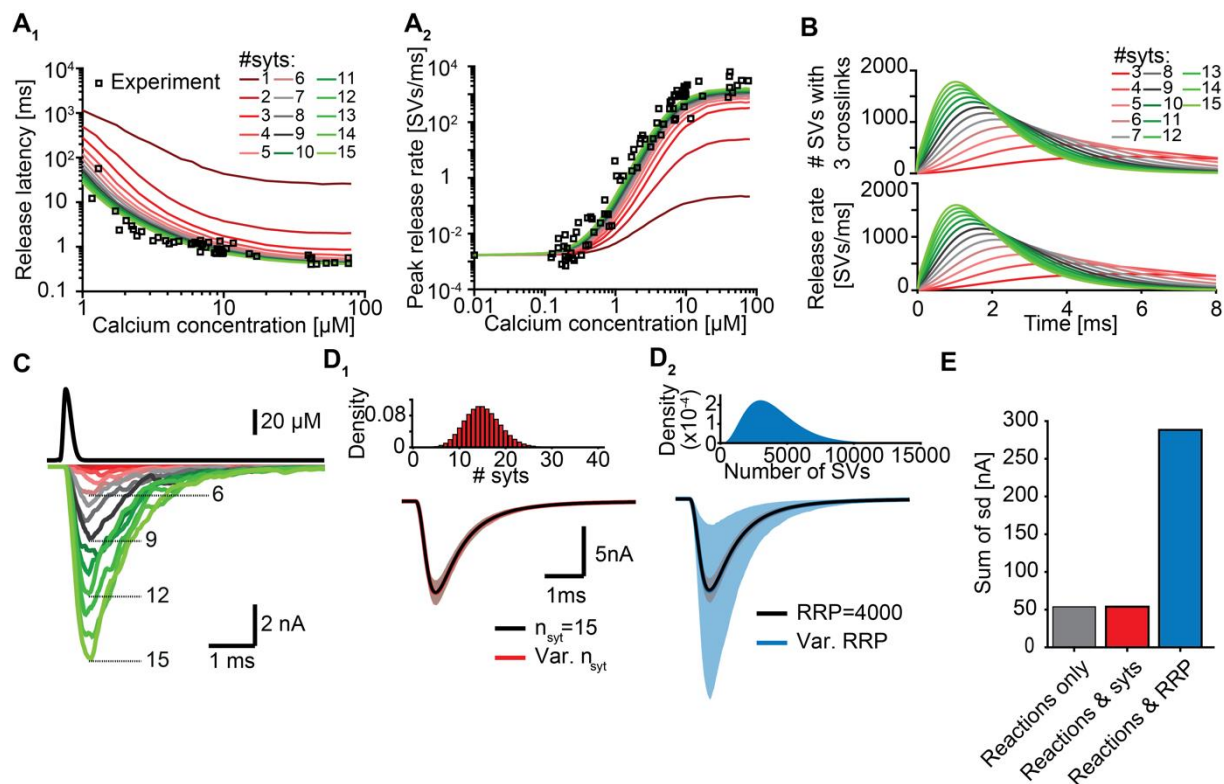 A1
#syts:
Experiment
1 6 11
2 7 12
3 8 13
4 9 14
5 10 15
Release latency [ms]
10^4
10^3
10^2
10
1
0.1
1 10 100
Calcium concentration [µM]
A2
Peak release rate [SVs/ms]
10^4
10^2
1
10^-2
10^-4
0.01 0.1 1 10 100
Calcium concentration [µM]
B
#syts:
3 8 13
4 9 14
5 10 15
6 11
7 12
# SVs with
3 crosslinks
2000
1000
0
Release rate
[SVs/ms]
2000
1000
0
0 2 4 6 8
Time [ms]
C
20 µM
6
9
12
15
2 nA
1 ms
D1
Density
0.08
0
0 10 20 30 40
# syts
5nA
1ms
nsyt=15
Var. nsyt
D2
Density
(x10^-4)
2
1
0
0 5000 10000 15000
Number of SVs
RRP=4000
Var. RRP
E
Sum of sd [nA]
300
250
200
150
100
50
0
Reactions only
Reactions & syts
Reactions & RRP